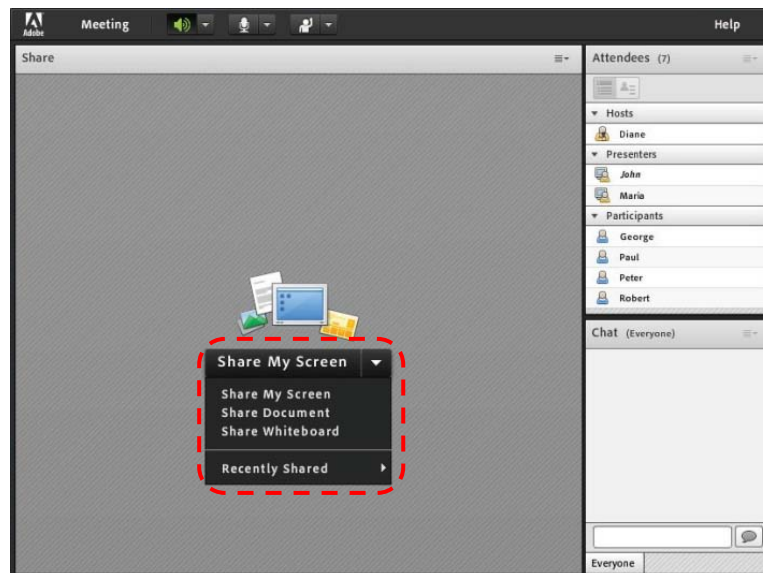 Adobe
Meeting
Help
Share
Attendees (7)
Hosts
Diane
Presenters
John
Maria
Participants
George
Paul
Peter
Robert
Share My Screen
Share My Screen
Share Document
Share Whiteboard
Recently Shared
Chat (Everyone)
Everyone